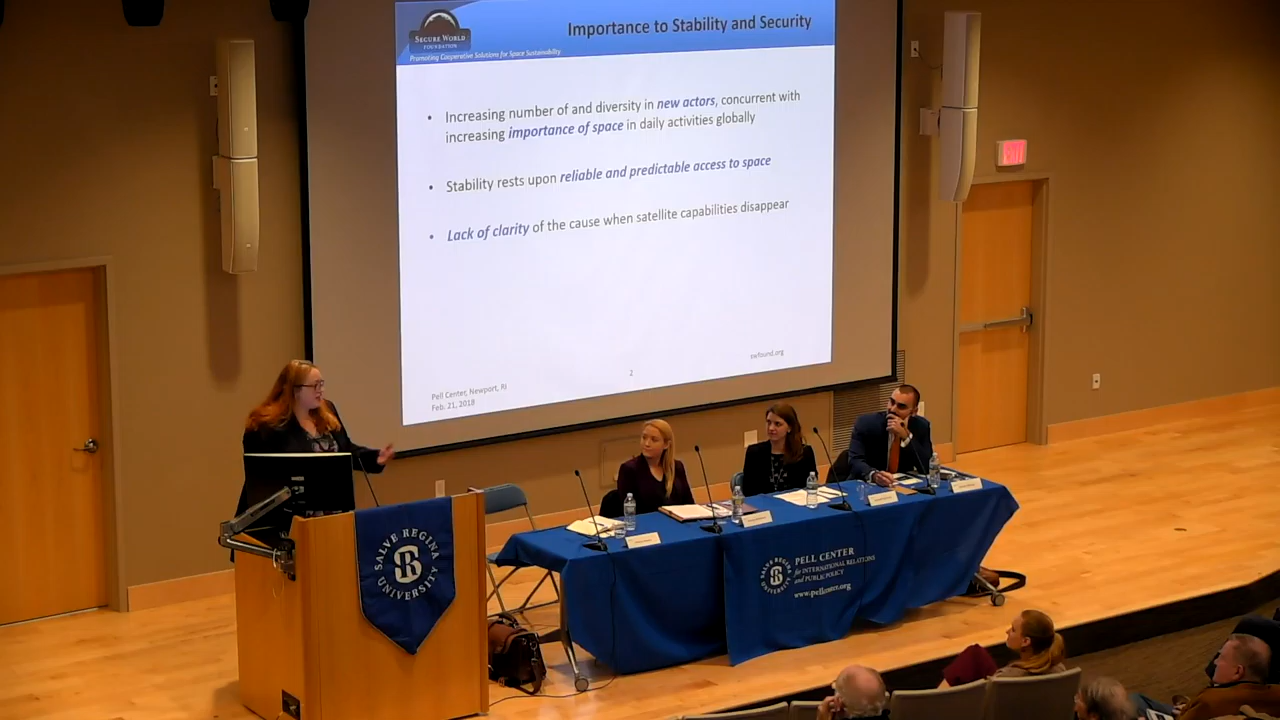 SECURE WORLD
FOUNDATION
Promoting Cooperative Solutions for Space Sustainability
Importance to Stability and Security
• Increasing number of and diversity in new actors, concurrent with
increasing importance of space in daily activities globally
• Stability rests upon reliable and predictable access to space
• Lack of clarity of the cause when satellite capabilities disappear
swfound.org
2
Pell Center, Newport, RI
Feb. 21, 2018
EXIT
SALVE REGINA
SR
UNIVERSITY
SALVE REGINA
SR
UNIVERSITY
PELL CENTER
for INTERNATIONAL RELATIONS
and PUBLIC POLICY
www.pellcenter.org